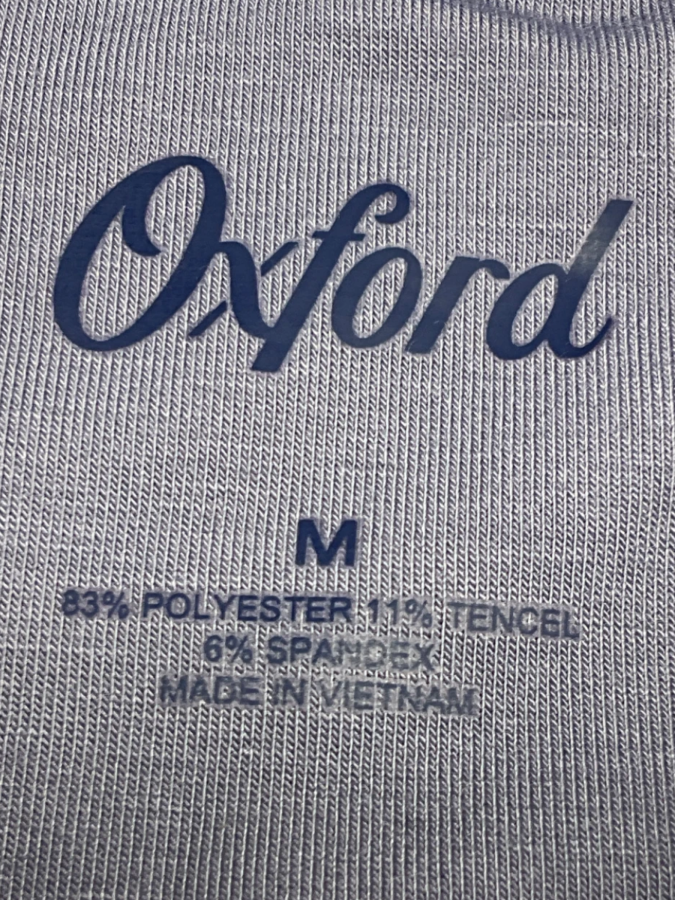 Oxford
M
83% POLYESTER 11% TENCEL
6% SPANDEX
MADE IN VIETNAM